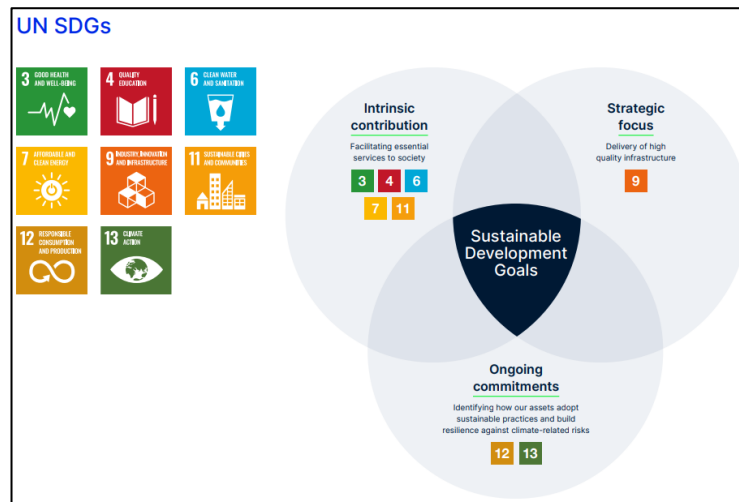 UN SDGs
3 GOOD HEALTH
AND WELL-BEING
4 QUALITY
EDUCATION
6 CLEAN WATER
AND SANITATION
7 AFFORDABLE AND
CLEAN ENERGY
9 INDUSTRY, INNOVATION
AND INFRASTRUCTURE
11 SUSTAINABLE CITIES
AND COMMUNITIES
12 RESPONSIBLE
CONSUMPTION
AND PRODUCTION
13 CLIMATE
ACTION
Intrinsic
contribution
Facilitating essential
services to society
3 4 6
7 11
Strategic
focus
Delivery of high
quality infrastructure
9
Sustainable
Development
Goals
Ongoing
commitments
Identifying how our assets adopt
sustainable practices and build
resilience against climate-related risks
12 13